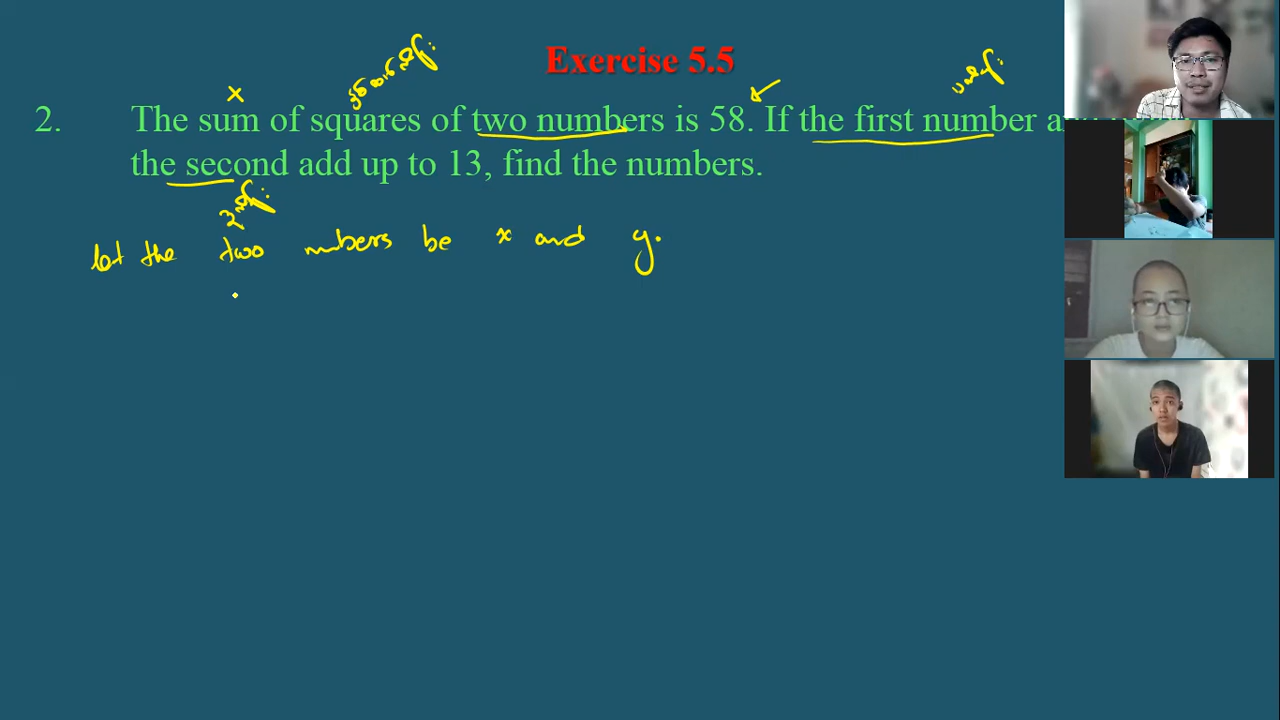 Exercise 5.5
2. The sum of squares of two numbers is 58. If the first number
the second add up to 13, find the numbers.
let the two numbers be x and y.